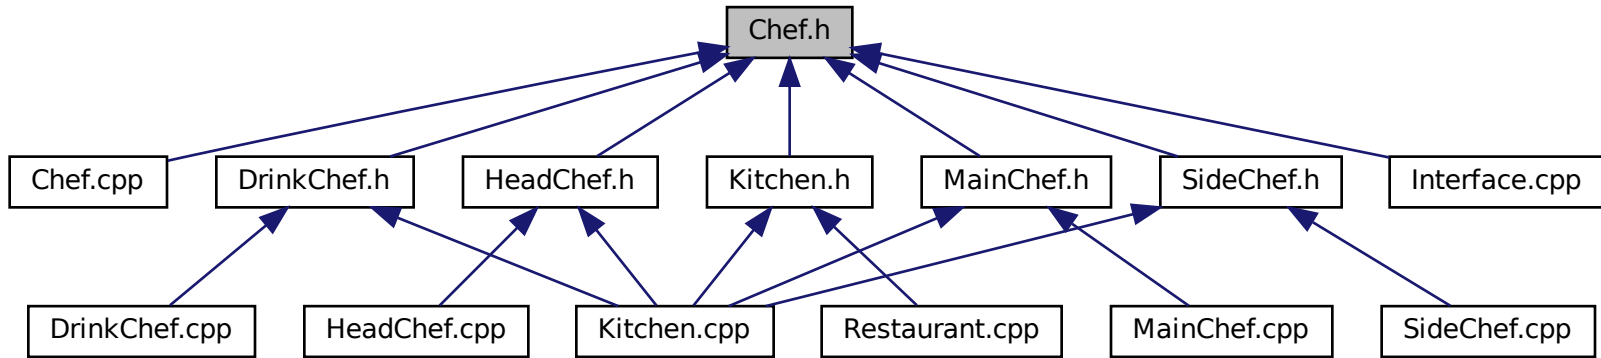 Chef.h
Chef.cpp
DrinkChef.h
HeadChef.h
Kitchen.h
MainChef.h
SideChef.h
Interface.cpp
DrinkChef.cpp
HeadChef.cpp
Kitchen.cpp
Restaurant.cpp
MainChef.cpp
SideChef.cpp